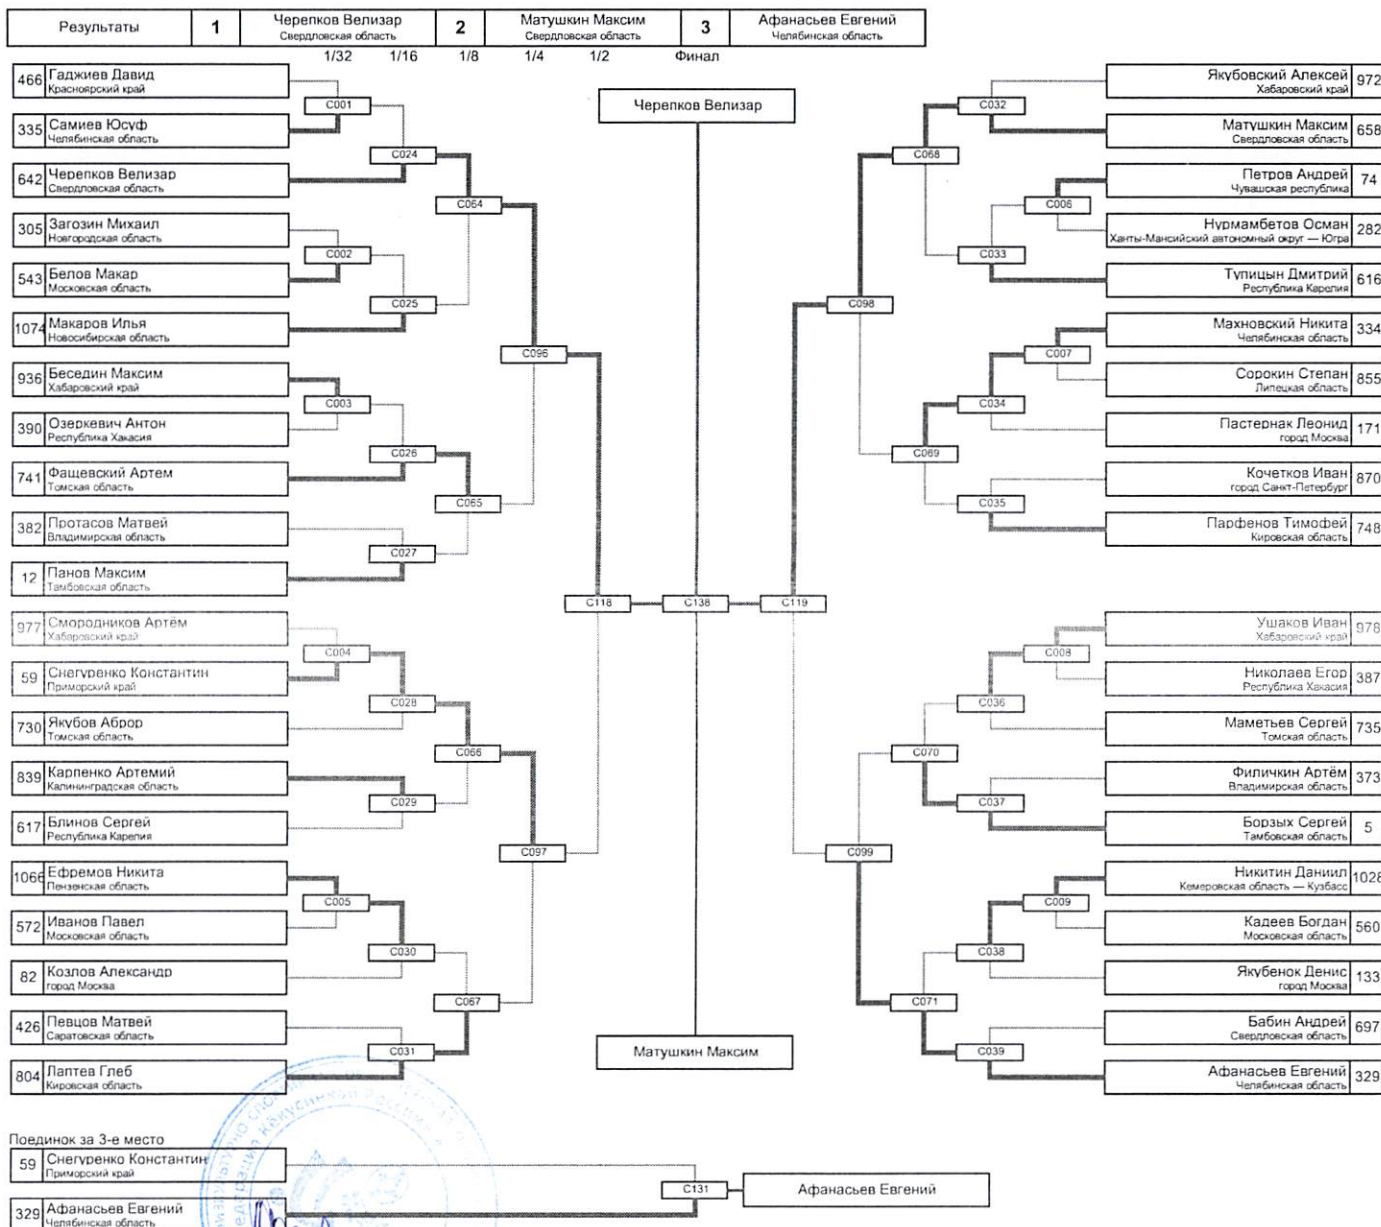 Результаты 1 Черепков Велизар 2 Матушкин Максим 3 Афанасьев Евгений
Свердловская область Свердловская область Челябинская область
1/32 1/16 1/8 1/4 1/2 Финал
466 Гаджиев Давид
Красноярский край
C001
335 Самиев Юсуф
Челябинская область
C024
642 Черепков Велизар
Свердловская область
C064
305 Загозин Михаил
Новгородская область
C002
543 Белов Макар
Московская область
C025
1074 Макаров Илья
Новосибирская область
C096
936 Беседин Максим
Хабаровский край
C003
390 Озеркевич Антон
Республика Хакасия
C026
741 Фащевский Артем
Томская область
C065
382 Протасов Матвей
Владимирская область
C027
12 Панов Максим
Тамбовская область
C118 C138 C119
977 Смородников Артём
Хабаровский край
C004
59 Снегуренко Константин
Приморский край
C028
730 Якубов Аброр
Томская область
C066
839 Карпенко Артемий
Калининградская область
C029
617 Блинов Сергей
Республика Карелия
C097
1066 Ефремов Никита
Пензенская область
C005
572 Иванов Павел
Московская область
C030
82 Козлов Александр
город Москва
C067
426 Певцов Матвей
Саратовская область
C031
804 Лаптев Глеб
Кировская область
Черепков Велизар
Матушкин Максим
Якубовский Алексей 972
Хабаровский край
C032
Матушкин Максим 658
Свердловская область
C068
Петров Андрей 74
Чувашская республика
C006
Нурмамбетов Осман 282
Ханты-Мансийский автономный округ — Югра
C033
Тупицын Дмитрий 616
Республика Карелия
C098
Махновский Никита 334
Челябинская область
C007
Сорокин Степан 855
Липецкая область
C034
Пастернак Леонид 171
город Москва
C069
Кочетков Иван 870
город Санкт-Петербург
C035
Парфенов Тимофей 748
Кировская область
Ушаков Иван 978
Хабаровский край
C008
Николаев Егор 387
Республика Хакасия
C036
Маметьев Сергей 735
Томская область
C070
Филичкин Артём 373
Владимирская область
C037
Борзых Сергей 5
Тамбовская область
C099
Никитин Даниил 1028
Кемеровская область — Кузбасс
C009
Кадеев Богдан 560
Московская область
C038
Якубенок Денис 133
город Москва
C071
Бабин Андрей 697
Свердловская область
C039
Афанасьев Евгений 329
Челябинская область
Поединок за 3-е место
59 Снегуренко Константин
Приморский край
C131 Афанасьев Евгений
329 Афанасьев Евгений
Челябинская область